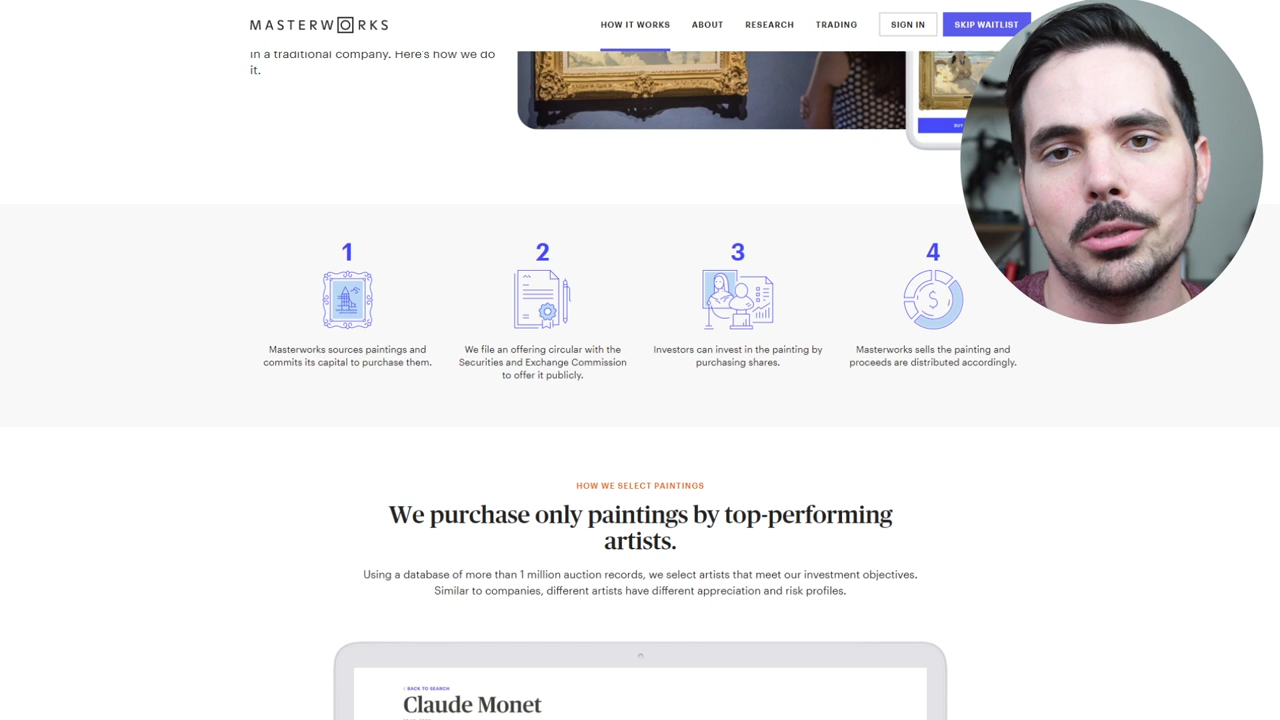 MASTERWORKS
HOW IT WORKS
ABOUT
RESEARCH
TRADING
SIGN IN
SKIP WAITLIST
in a traditional company. Here's how we do
it.
BUY
1
2
3
4
$
Masterworks sources paintings and
commits its capital to purchase them.
We file an offering circular with the
Securities and Exchange Commission
to offer it publicly.
Investors can invest in the painting by
purchasing shares.
Masterworks sells the painting and
proceeds are distributed accordingly.
HOW WE SELECT PAINTINGS
We purchase only paintings by top-performing
artists.
Using a database of more than 1 million auction records, we select artists that meet our investment objectives.
Similar to companies, different artists have different appreciation and risk profiles.
‹ BACK TO SEARCH
Claude Monet